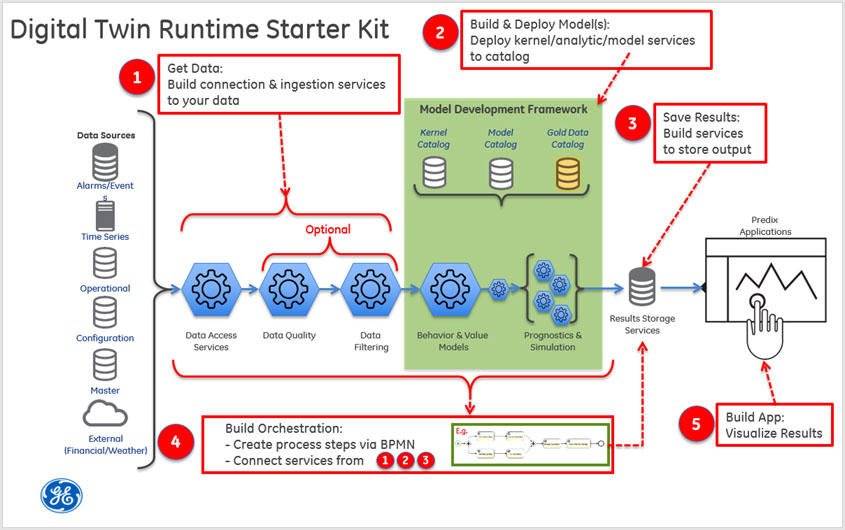 Digital Twin Runtime Starter Kit
1
Get Data:
Build connection & ingestion services
to your data
2
Build & Deploy Model(s):
Deploy kernel/analytic/model services
to catalog
3
Save Results:
Build services
to store output
Model Development Framework
Kernel
Catalog
Model
Catalog
Gold Data
Catalog
Data Sources
Alarms/Event
s
Time Series
Operational
Configuration
Master
External
(Financial/Weather)
Optional
Data Access
Services
Data Quality
Data
Filtering
Behavior & Value
Models
Prognostics &
Simulation
Results Storage
Services
Predix
Applications
4
Build Orchestration:
- Create process steps via BPMN
- Connect services from 1 2 3
E.g.
5
Build App:
Visualize Results
GE